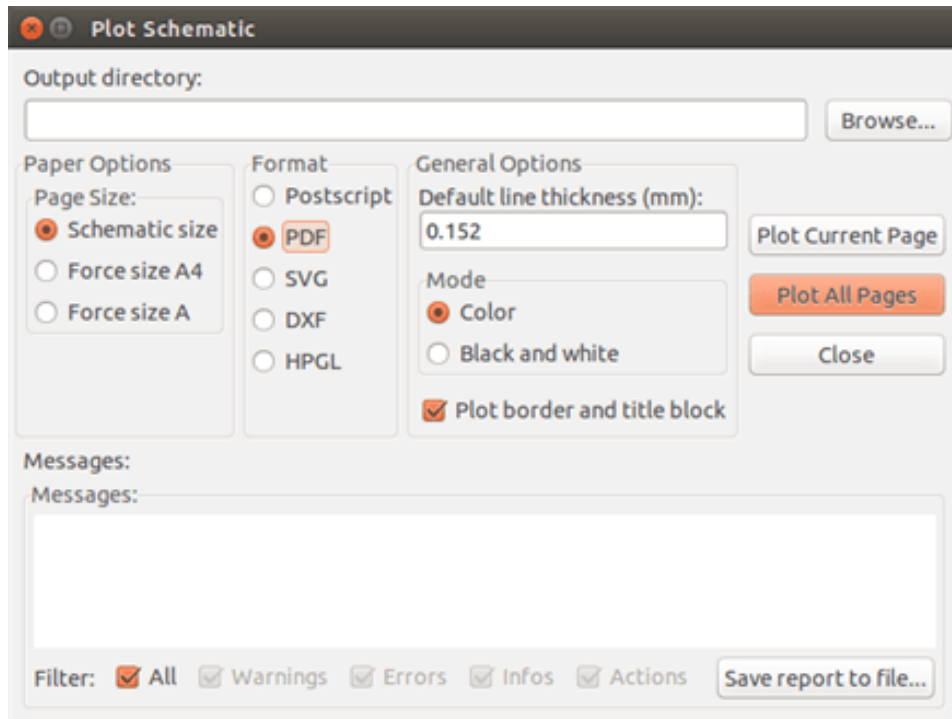 Plot Schematic
Output directory:
Browse...
Paper Options
Page Size:
Schematic size
Force size A4
Force size A
Format
Postscript
PDF
SVG
DXF
HPGL
General Options
Default line thickness (mm):
0.152
Mode
Color
Black and white
Plot border and title block
Plot Current Page
Plot All Pages
Close
Messages:
Messages:
Filter: All Warnings Errors Infos Actions Save report to file...